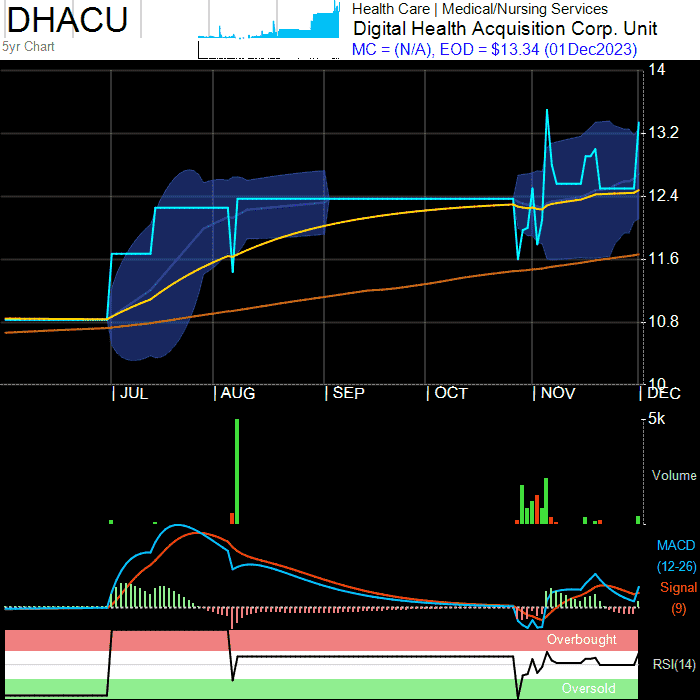 DHACU
5yr Chart
Health Care | Medical/Nursing Services
Digital Health Acquisition Corp. Unit
MC = (N/A), EOD = $13.34 (01Dec2023)
14
13.2
12.4
11.6
10.8
10
| JUL | AUG | SEP | OCT | NOV | DEC
5k
Volume
MACD
(12-26)
Signal
(9)
Overbought
RSI(14)
Oversold